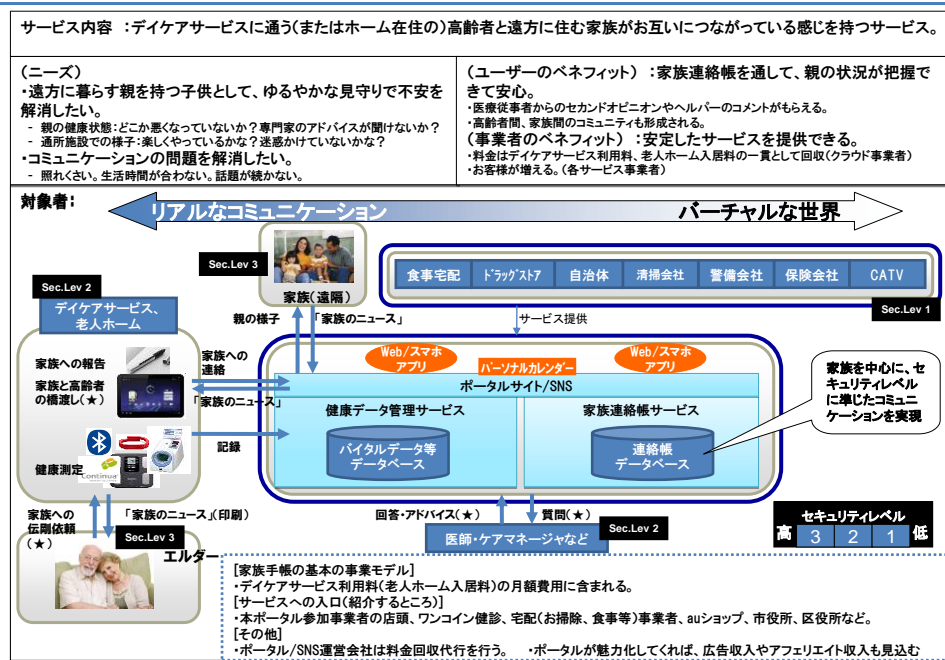 サービス内容 :デイケアサービスに通う(またはホーム在住の)高齢者と遠方に住む家族がお互いにつながっている感じを持つサービス。
(ニーズ)
・遠方に暮らす親を持つ子供として、ゆるやかな見守りで不安を
解消したい。
- 親の健康状態:どこか悪くなっていないか?専門家のアドバイスが聞けないか?
- 通所施設での様子:楽しくやっているかな?迷惑かけていないかな?
・コミュニケーションの問題を解消したい。
- 照れくさい。生活時間が合わない。話題が続かない。
(ユーザーのベネフィット) :家族連絡帳を通して、親の状況が把握で
きて安心。
・医療従事者からのセカンドオピニオンやヘルパーのコメントがもらえる。
・高齢者間、家族間のコミュニティも形成される。
(事業者のベネフィット) :安定したサービスを提供できる。
・料金はデイケアサービス利用料、老人ホーム入居料の一貫として回収(クラウド事業者)
・お客様が増える。(各サービス事業者)
対象者:
リアルなコミュニケーション
バーチャルな世界
Sec.Lev 3
家族(遠隔)
食事宅配
ドラッグストア
自治体
清掃会社
警備会社
保険会社
CATV
Sec.Lev 1
Sec.Lev 2
デイケアサービス、
老人ホーム
親の様子
「家族のニュース」
サービス提供
家族への報告
家族と高齢者
の橋渡し(★)
健康測定
Continua
家族への
連絡
「家族のニュース」
記録
Web/スマホ
アプリ
パーソナルカレンダー
Web/スマホ
アプリ
ポータルサイト/SNS
健康データ管理サービス
バイタルデータ等
データベース
家族連絡帳サービス
連絡帳
データベース
家族を中心に、セ
キュリティレベル
に準じたコミュニ
ケーションを実現
家族への
伝剛依頼
(★)
「家族のニュース」(印刷)
Sec.Lev 3
エルダー
回答・アドバイス(★)
質問(★)
Sec.Lev 2
医師・ケアマネージャなど
セキュリティレベル
高 3 2 1 低
[家族手帳の基本の事業モデル]
・デイケアサービス利用料(老人ホーム入居料)の月額費用に含まれる。
[サービスへの入口(紹介するところ)]
・本ポータル参加事業者の店頭、ワンコイン健診、宅配(お掃除、食事等)事業者、auショップ、市役所、区役所など。
[その他]
・ポータル/SNS運営会社は料金回収代行を行う。 ・ポータルが魅力化してくれば、広告収入やアフェリエイト収入も見込む